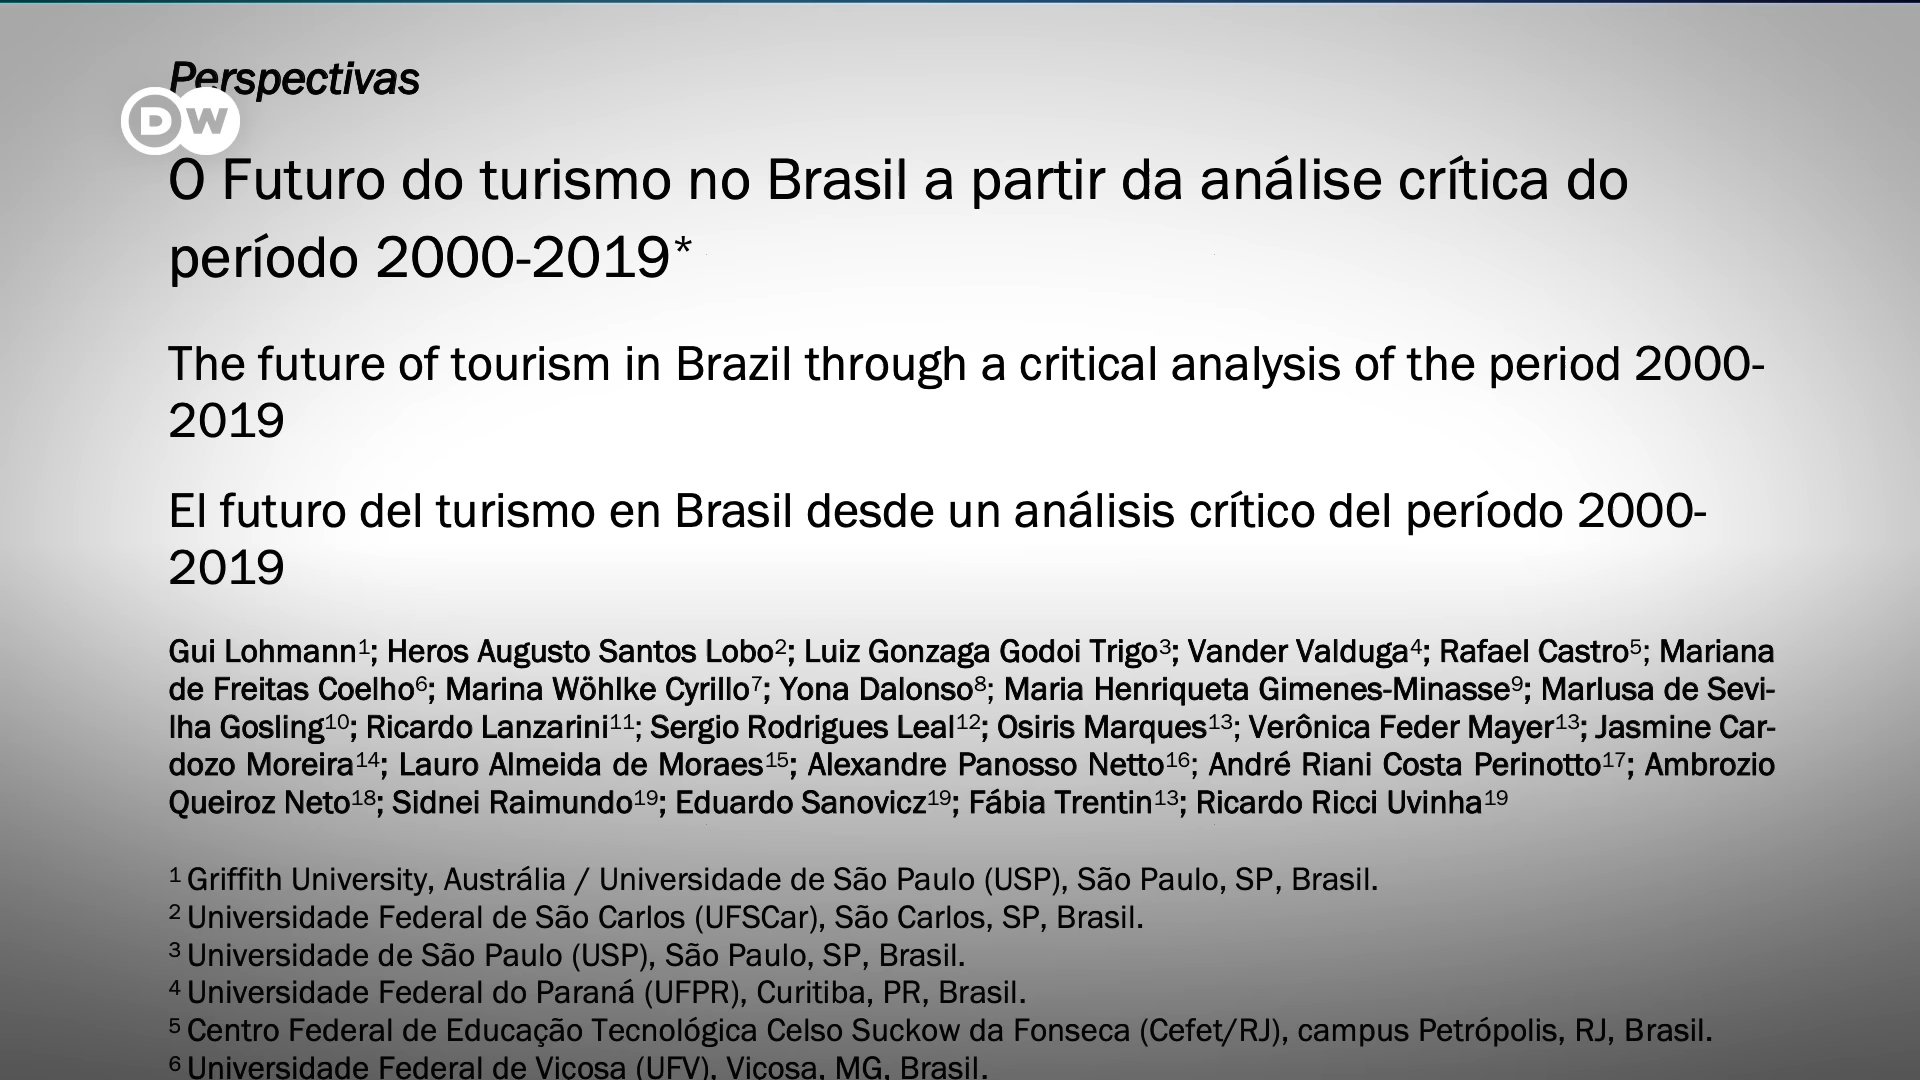 Perspectivas
DW
O Futuro do turismo no Brasil a partir da análise crítica do
período 2000-2019*
The future of tourism in Brazil through a critical analysis of the period 2000-
2019
El futuro del turismo en Brasil desde un análisis crítico del período 2000-
2019
Gui Lohmann¹; Heros Augusto Santos Lobo²; Luiz Gonzaga Godoi Trigo³; Vander Valduga⁴; Rafael Castro⁵; Mariana
de Freitas Coelho⁶; Marina Wöhlke Cyrillo⁷; Yona Dalonso⁸; Maria Henriqueta Gimenes-Minasse⁹; Marlusa de Sevi-
lha Gosling¹⁰; Ricardo Lanzarini¹¹; Sergio Rodrigues Leal¹²; Osiris Marques¹³; Verônica Feder Mayer¹³; Jasmine Car-
dozo Moreira¹⁴; Lauro Almeida de Moraes¹⁵; Alexandre Panosso Netto¹⁶; André Riani Costa Perinotto¹⁷; Ambrozio
Queiroz Neto¹⁸; Sidnei Raimundo¹⁹; Eduardo Sanovicz¹⁹; Fábia Trentin¹³; Ricardo Ricci Uvinha¹⁹
¹ Griffith University, Austrália / Universidade de São Paulo (USP), São Paulo, SP, Brasil.
² Universidade Federal de São Carlos (UFSCar), São Carlos, SP, Brasil.
³ Universidade de São Paulo (USP), São Paulo, SP, Brasil.
⁴ Universidade Federal do Paraná (UFPR), Curitiba, PR, Brasil.
⁵ Centro Federal de Educação Tecnológica Celso Suckow da Fonseca (Cefet/RJ), campus Petrópolis, RJ, Brasil.
⁶ Universidade Federal de Viçosa (UFV), Viçosa, MG, Brasil.